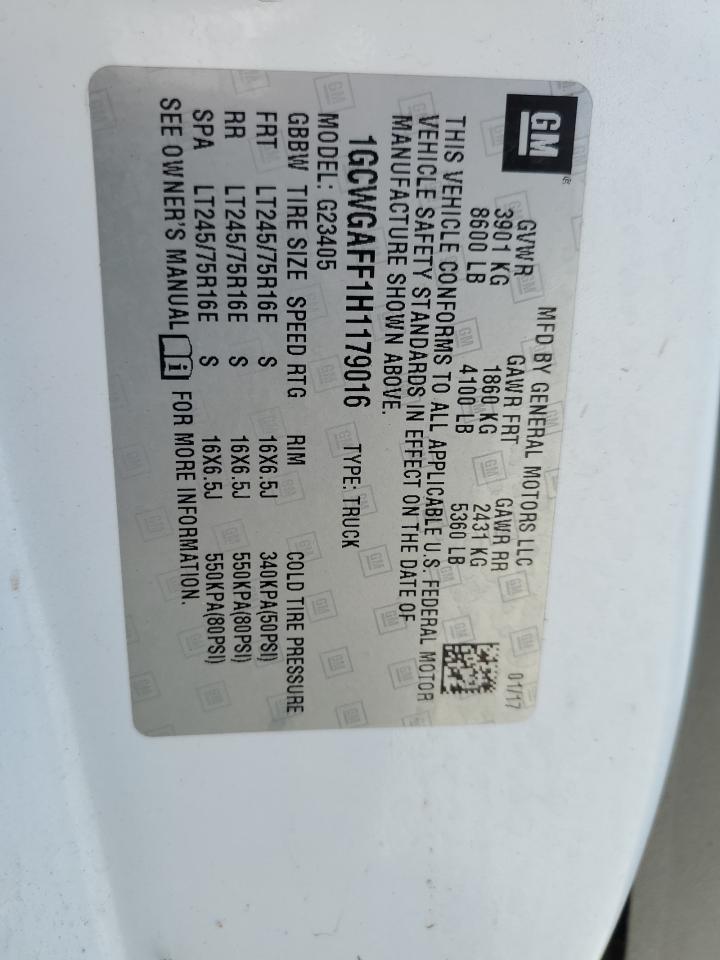 GM
MFD BY GENERAL MOTORS LLC 01/17
GVWR GAWR FRT GAWR RR
3901 KG 1860 KG 2431 KG
8600 LB 4100 LB 5360 LB
THIS VEHICLE CONFORMS TO ALL APPLICABLE U.S. FEDERAL MOTOR
VEHICLE SAFETY STANDARDS IN EFFECT ON THE DATE OF
MANUFACTURE SHOWN ABOVE.
1GCWGAFF1H1179016 TYPE: TRUCK
MODEL: G23405
GBBW TIRE SIZE SPEED RTG RIM COLD TIRE PRESSURE
FRT LT245/75R16E S 16X6.5J 340KPA(50PSI)
RR LT245/75R16E S 16X6.5J 550KPA(80PSI)
SPA LT245/75R16E S 16X6.5J 550KPA(80PSI)
SEE OWNER'S MANUAL i FOR MORE INFORMATION.